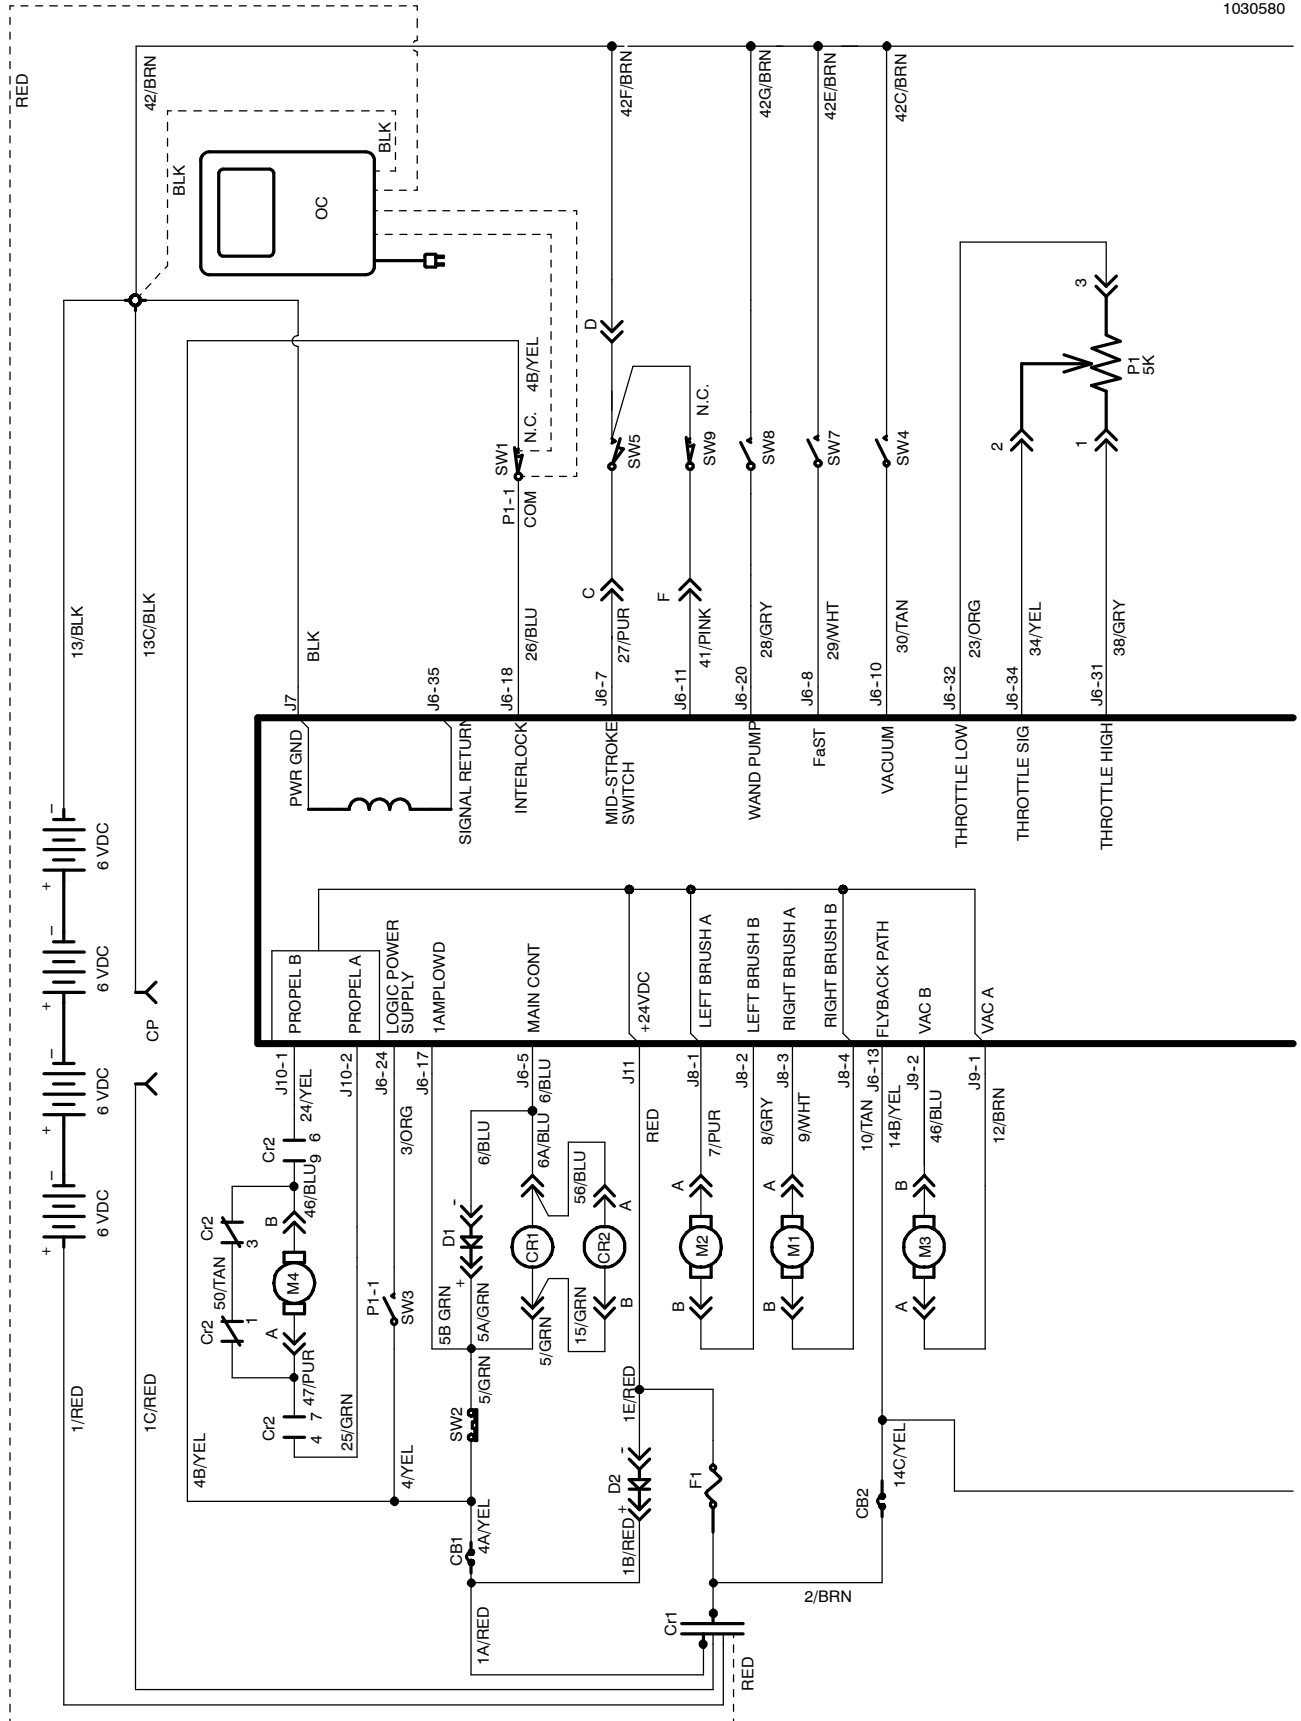 1030580
RED
42/BRN
BLK
BLK
OC
42F/BRN
42G/BRN
42E/BRN
42C/BRN
13/BLK
13C/BLK
BLK
4B/YEL
N.C.
SW1
P1-1
COM
26/BLU
D
SW5
C
27/PUR
N.C.
SW9
F
41/PINK
SW8
28/GRY
SW7
29/WHT
SW4
30/TAN
23/ORG
2
34/YEL
3
P1
5K
1
38/GRY
J7
J6-35
J6-18
J6-7
J6-11
J6-20
J6-8
J6-10
J6-32
J6-34
J6-31
PWR GND
SIGNAL RETURN
INTERLOCK
MID-STROKE
SWITCH
WAND PUMP
FaST
VACUUM
THROTTLE LOW
THROTTLE SIG
THROTTLE HIGH
+
−
6 VDC
+
−
6 VDC
+
−
6 VDC
+
−
6 VDC
CP
PROPEL B
PROPEL A
LOGIC POWER
SUPPLY
1AMPLOWD
MAIN CONT
+24VDC
LEFT BRUSH A
LEFT BRUSH B
RIGHT BRUSH A
RIGHT BRUSH B
FLYBACK PATH
VAC B
VAC A
J10-1
J10-2
J6-24
J6-17
J6-5
J11
J8-1
J8-2
J8-3
J8-4
J6-13
J9-2
J9-1
24/YEL
Cr2
6
9
46/BLU
B
M4
A
47/PUR
Cr2
3
50/TAN
Cr2
1
Cr2
7
4
25/GRN
3/ORG
P1-1
SW3
4/YEL
4B/YEL
6/BLU
6/BLU
6A/BLU
-
D1
+
5B GRN
5A/GRN
CR1
56/BLU
A
CR2
B
15/GRN
5/GRN
5/GRN
SW2
4A/YEL
CB1
RED
1E/RED
-
D2
+
1B/RED
F1
7/PUR
A
M2
B
8/GRY
9/WHT
A
M1
B
10/TAN
14B/YEL
46/BLU
B
M3
A
12/BRN
14C/YEL
CB2
2/BRN
Cr1
RED
1A/RED
1/RED
1C/RED